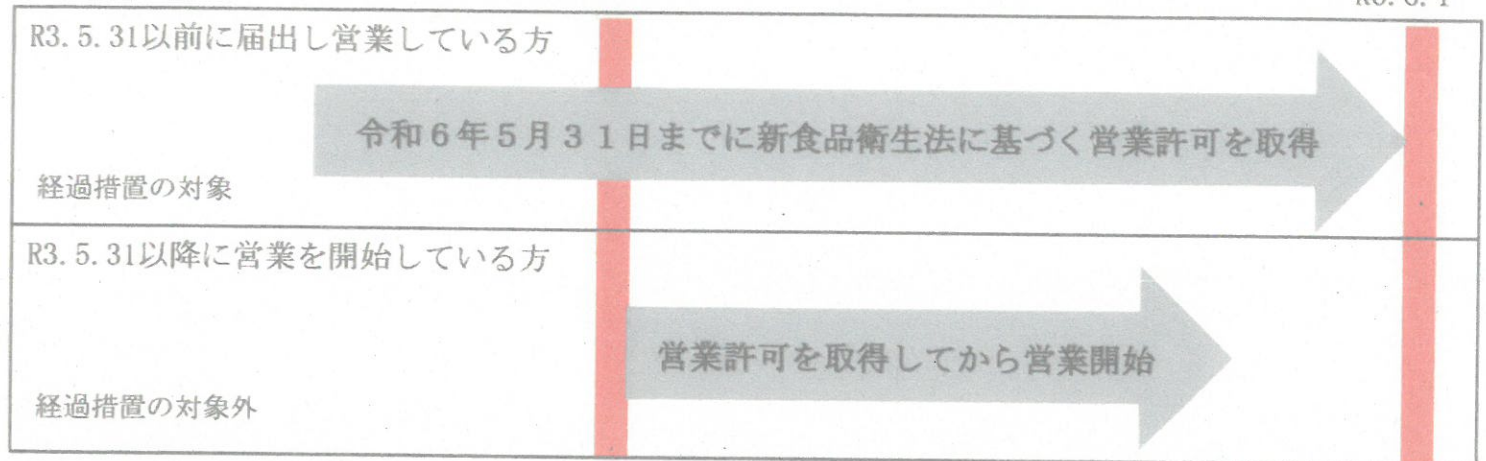 R3.5.31以前に届出し営業している方
令和6年5月31日までに新食品衛生法に基づく営業許可を取得
経過措置の対象
R3.5.31以降に営業を開始している方
営業許可を取得してから営業開始
経過措置の対象外